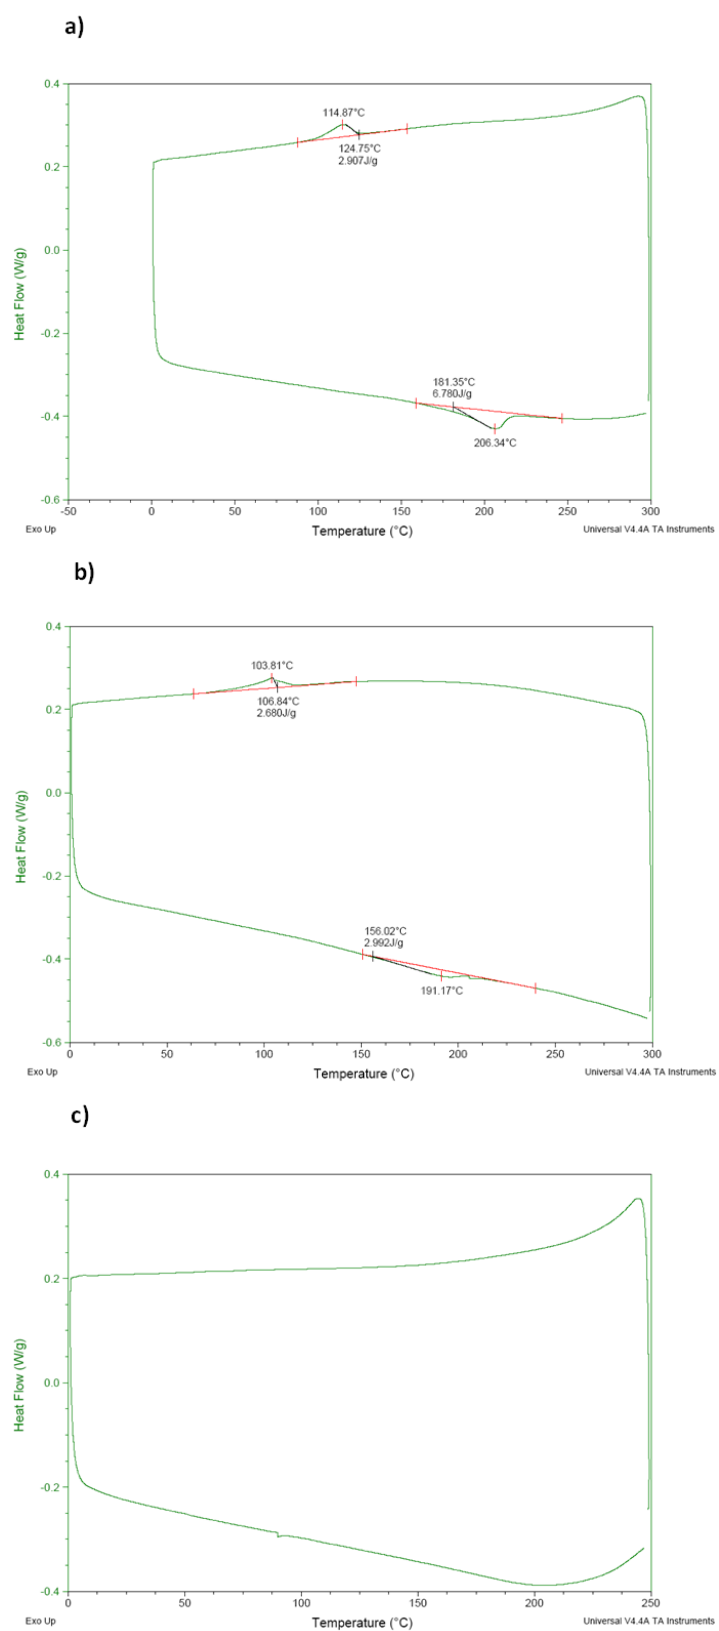 a)
0.4
0.2
0.0
-0.2
-0.4
-0.6
Heat Flow (W/g)
114.87°C
124.75°C
2.907J/g
181.35°C
6.780J/g
206.34°C
-50
0
50
100
150
200
250
300
Exo Up
Temperature (°C)
Universal V4.4A TA Instruments
b)
0.4
0.2
0.0
-0.2
-0.4
-0.6
Heat Flow (W/g)
103.81°C
106.84°C
2.680J/g
156.02°C
2.992J/g
191.17°C
0
50
100
150
200
250
300
Exo Up
Temperature (°C)
Universal V4.4A TA Instruments
c)
0.4
0.2
0.0
-0.2
-0.4
Heat Flow (W/g)
0
50
100
150
200
250
Exo Up
Temperature (°C)
Universal V4.4A TA Instruments